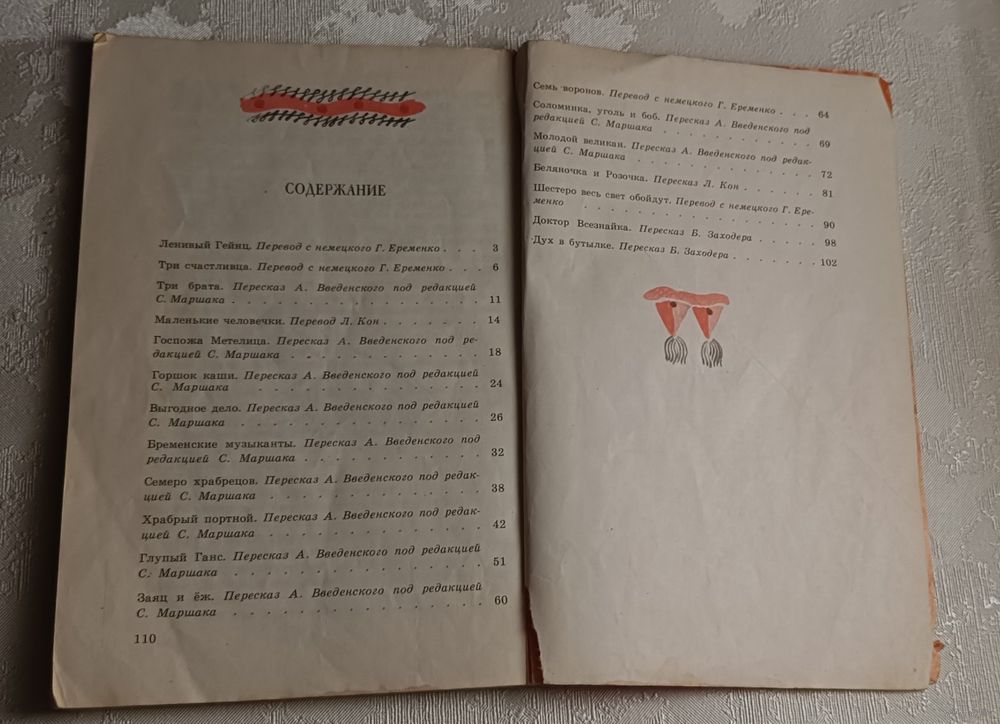 СОДЕРЖАНИЕ
Ленивый Гейнц. Перевод с немецкого Г. Еременко . . . 3
Три счастливца. Перевод с немецкого Г. Еременко . . . 6
Три брата. Пересказ А. Введенского под редакцией
С. Маршака . . . . . . . . . . . . . . . . 11
Маленькие человечки. Перевод Л. Кон . . . . . . . 14
Госпожа Метелица. Пересказ А. Введенского под ре-
дакцией С. Маршака . . . . . . . . . . . . 18
Горшок каши. Пересказ А. Введенского под редакцией
С. Маршака . . . . . . . . . . . . . . . 24
Выгодное дело. Пересказ А. Введенского под редакцией
С. Маршака . . . . . . . . . . . . . . . 26
Бременские музыканты. Пересказ А. Введенского под
редакцией С. Маршака . . . . . . . . . . . . 32
Семеро храбрецов. Пересказ А. Введенского под редак-
цией С. Маршака . . . . . . . . . . . . . 38
Храбрый портной. Пересказ А. Введенского под редак-
цией С. Маршака . . . . . . . . . . . . . 42
Глупый Ганс. Пересказ А. Введенского под редакцией
С. Маршака . . . . . . . . . . . . . . . 51
Заяц и ёж. Пересказ А. Введенского под редакцией
С. Маршака . . . . . . . . . . . . . . . 60
110
Семь воронов. Перевод с немецкого Г. Еременко . . . 64
Соломинка, уголь и боб. Пересказ А. Введенского под
редакцией С. Маршака . . . . . . . . . . . 69
Молодой великан. Пересказ А. Введенского под редак-
цией С. Маршака . . . . . . . . . . . . . 72
Беляночка и Розочка. Пересказ Л. Кон . . . . . . 81
Шестеро весь свет обойдут. Перевод с немецкого Г. Ере-
менко . . . . . . . . . . . . . . . . 90
Доктор Всезнайка. Пересказ Б. Заходера . . . . . 98
Дух в бутылке. Пересказ Б. Заходера . . . . . . . 102